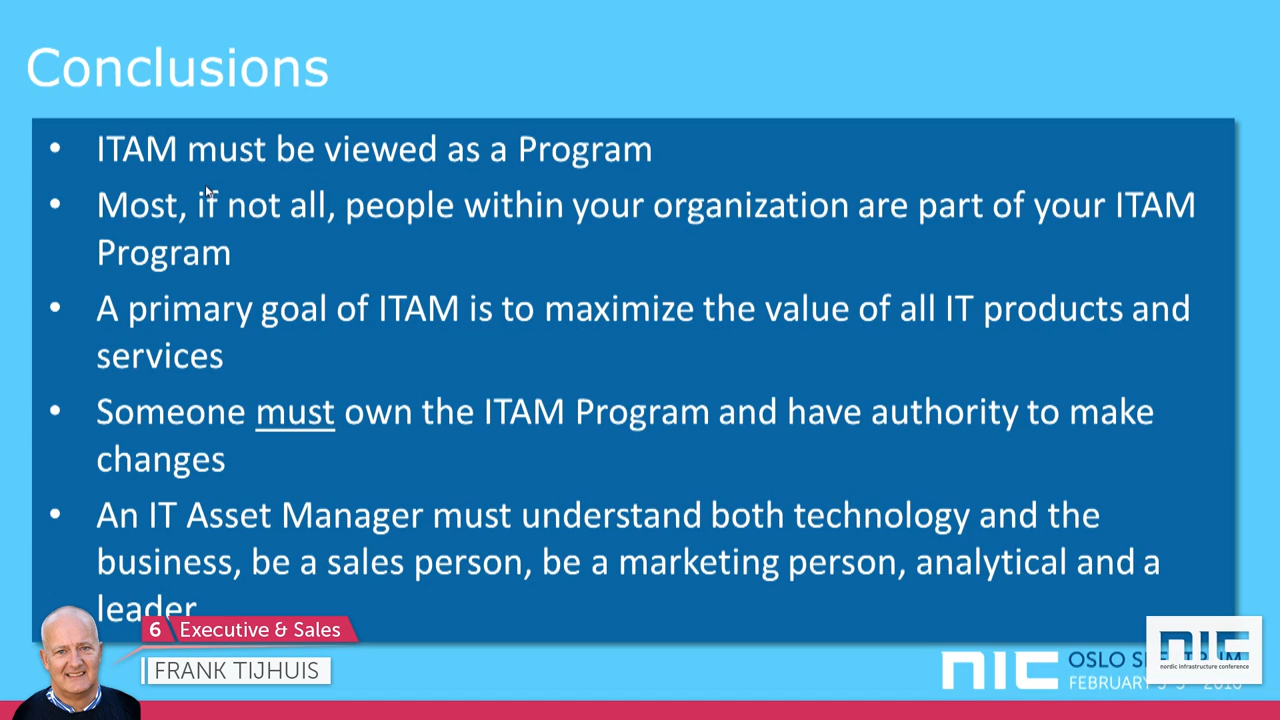 Conclusions
• ITAM must be viewed as a Program
• Most, if not all, people within your organization are part of your ITAM
Program
• A primary goal of ITAM is to maximize the value of all IT products and
services
• Someone must own the ITAM Program and have authority to make
changes
• An IT Asset Manager must understand both technology and the
business, be a sales person, be a marketing person, analytical and a
leader
6 Executive & Sales
FRANK TIJHUIS
NIC
OSLO
FEBRUARY
NIC
nordic infrastructure conference